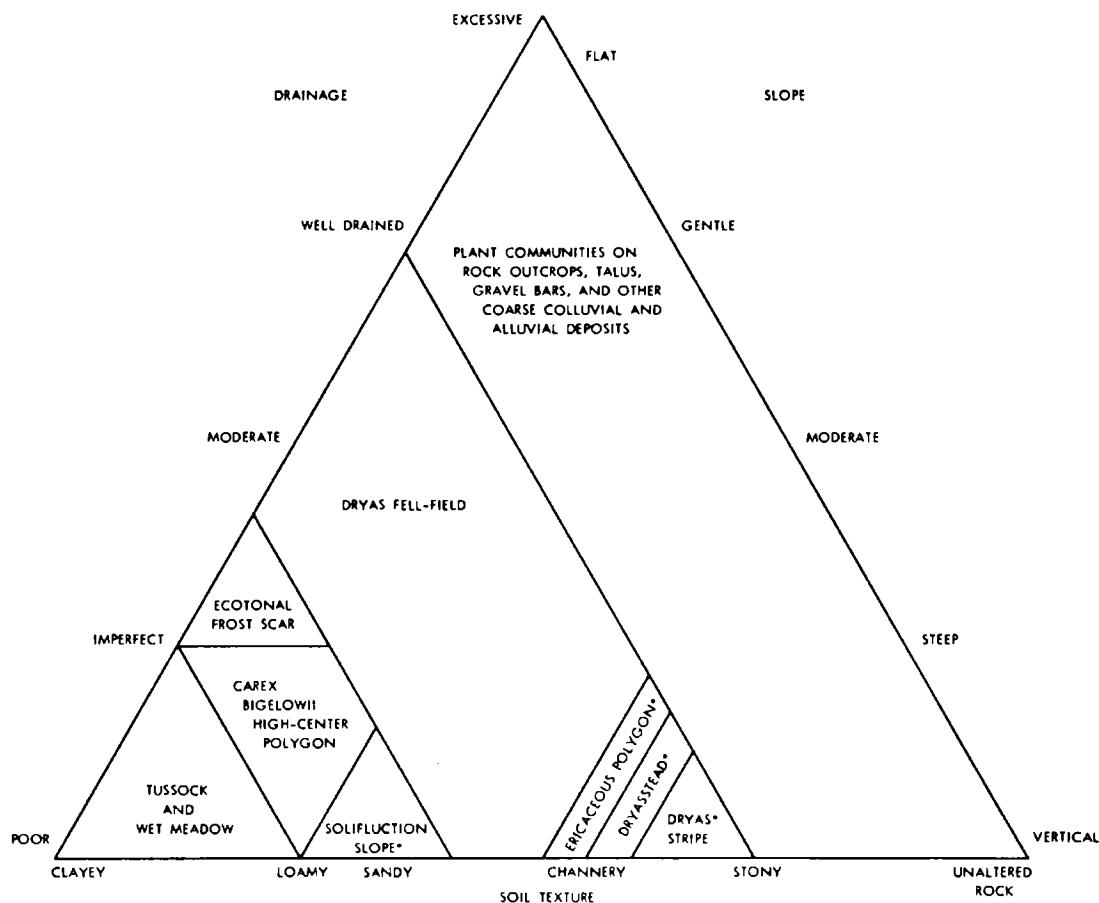 EXCESSIVE
FLAT
DRAINAGE
SLOPE
WELL DRAINED
GENTLE
PLANT COMMUNITIES ON
ROCK OUTCROPS, TALUS,
GRAVEL BARS, AND OTHER
COARSE COLLUVIAL AND
ALLUVIAL DEPOSITS
MODERATE
MODERATE
DRYAS FELL-FIELD
ECOTONAL
FROST SCAR
IMPERFECT
STEEP
CAREX
BIGELOWII
HIGH-CENTER
POLYGON
TUSSOCK
AND
WET MEADOW
SOLIFLUCTION
SLOPE*
ERICACEOUS POLYGON*
DRYASSTEAD*
DRYAS*
STRIPE
POOR
VERTICAL
CLAYEY
LOAMY
SANDY
CHANNERY
STONY
UNALTERED
ROCK
SOIL TEXTURE